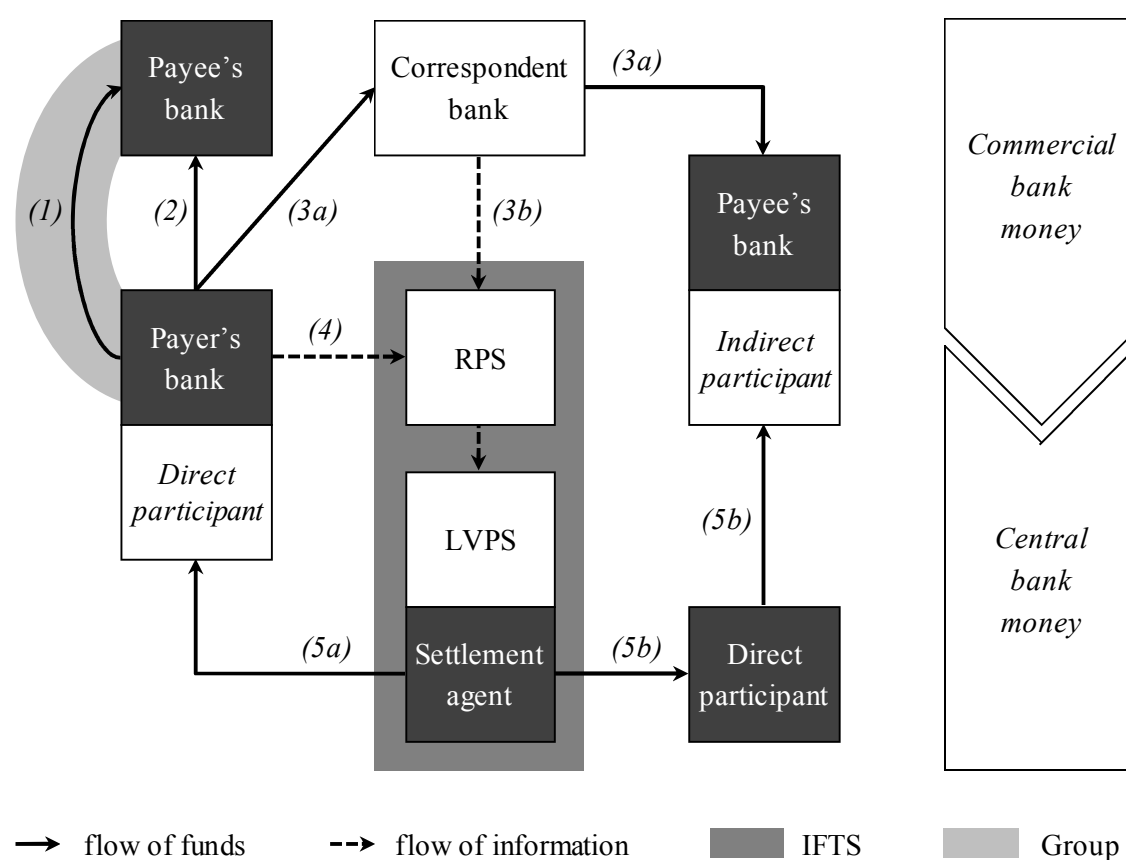 Payee’s
bank
Correspondent
bank
(3a)
Commercial
bank
money
(1)
(2)
(3a)
(3b)
Payee’s
bank
Payer’s
bank
(4)
RPS
Indirect
participant
Direct
participant
LVPS
(5b)
Central
bank
money
(5a)
Settlement
agent
(5b)
Direct
participant
flow of funds
flow of information
IFTS
Group